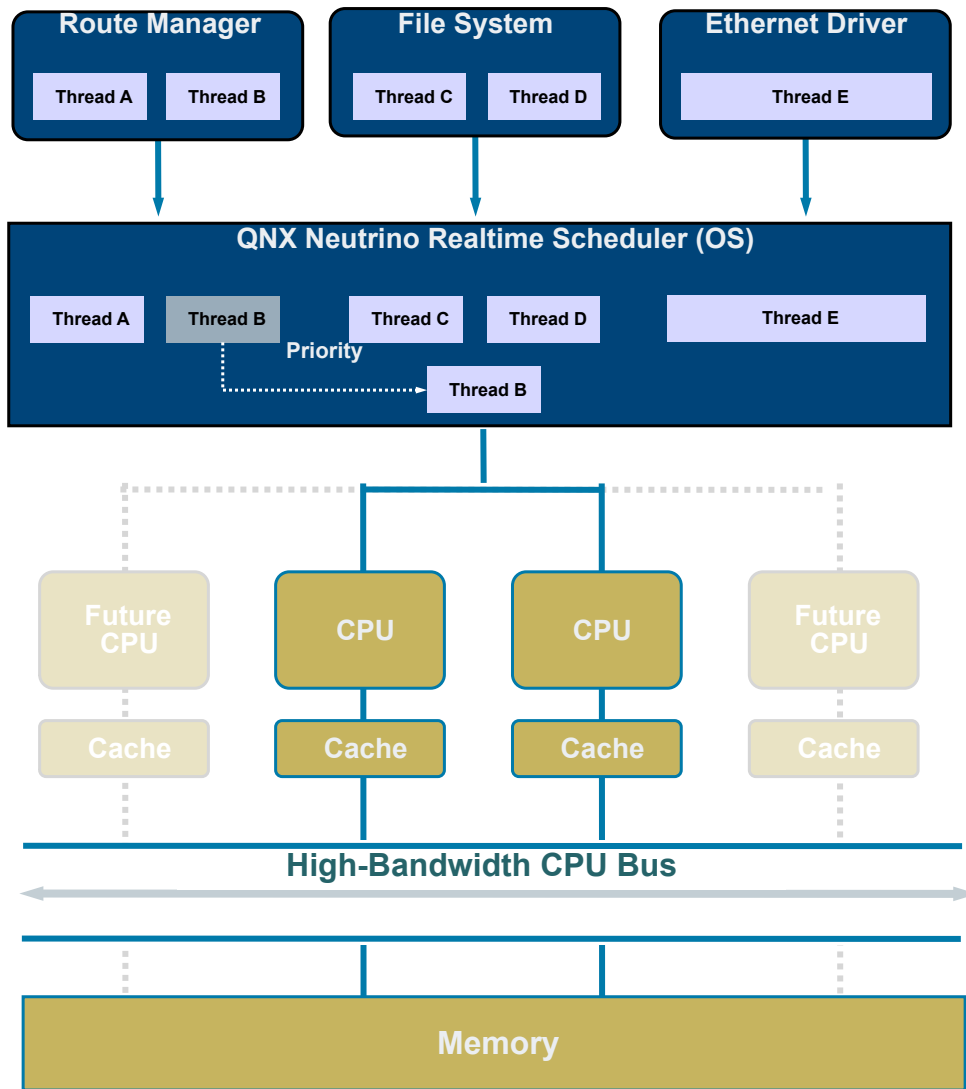 Route Manager
File System
Ethernet Driver
Thread A
Thread B
Thread C
Thread D
Thread E
QNX Neutrino Realtime Scheduler (OS)
Thread A
Thread B
Thread C
Thread D
Thread E
Priority
Thread B
Future
CPU
CPU
CPU
Future
CPU
Cache
Cache
Cache
Cache
High-Bandwidth CPU Bus
Memory